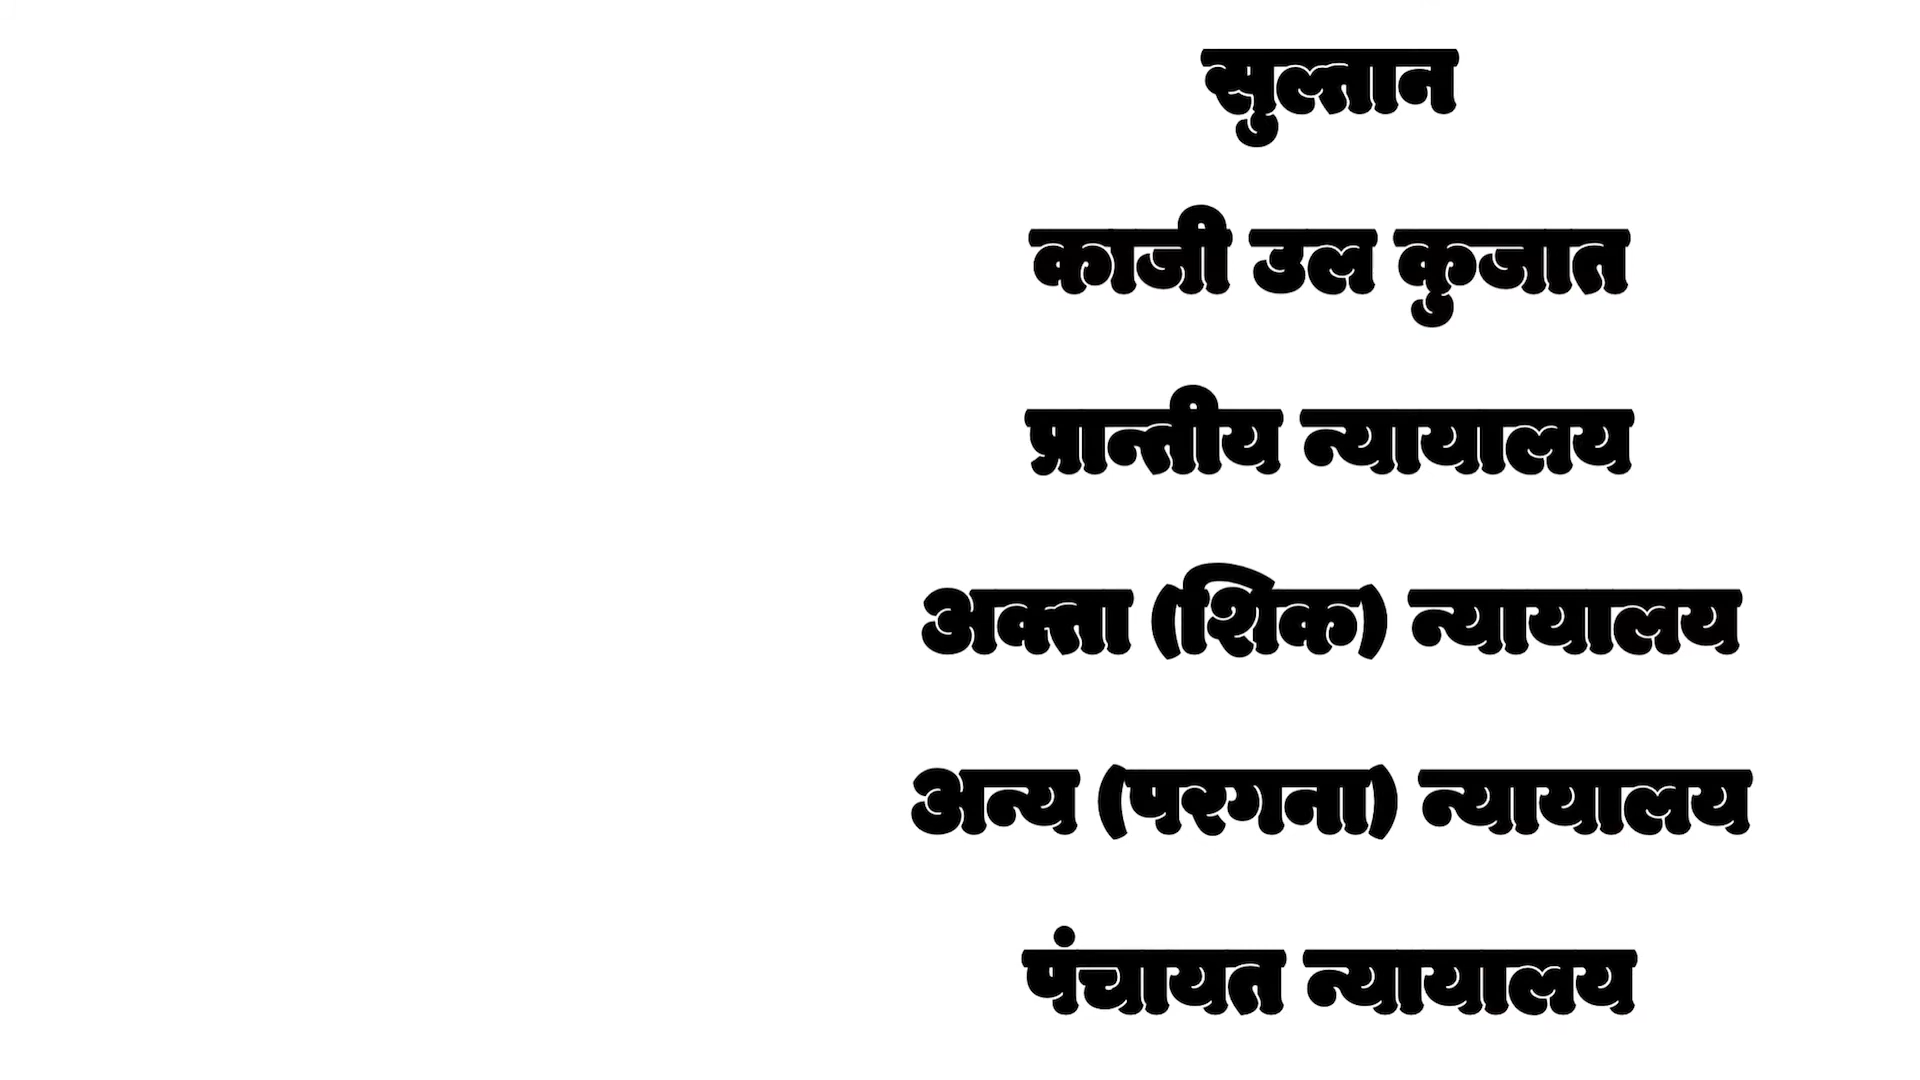 सुल्तान
काजी उल कुजात
प्रान्तीय न्यायालय
अक्ता (शिक) न्यायालय
अन्य (परगना) न्यायालय
पंचायत न्यायालय